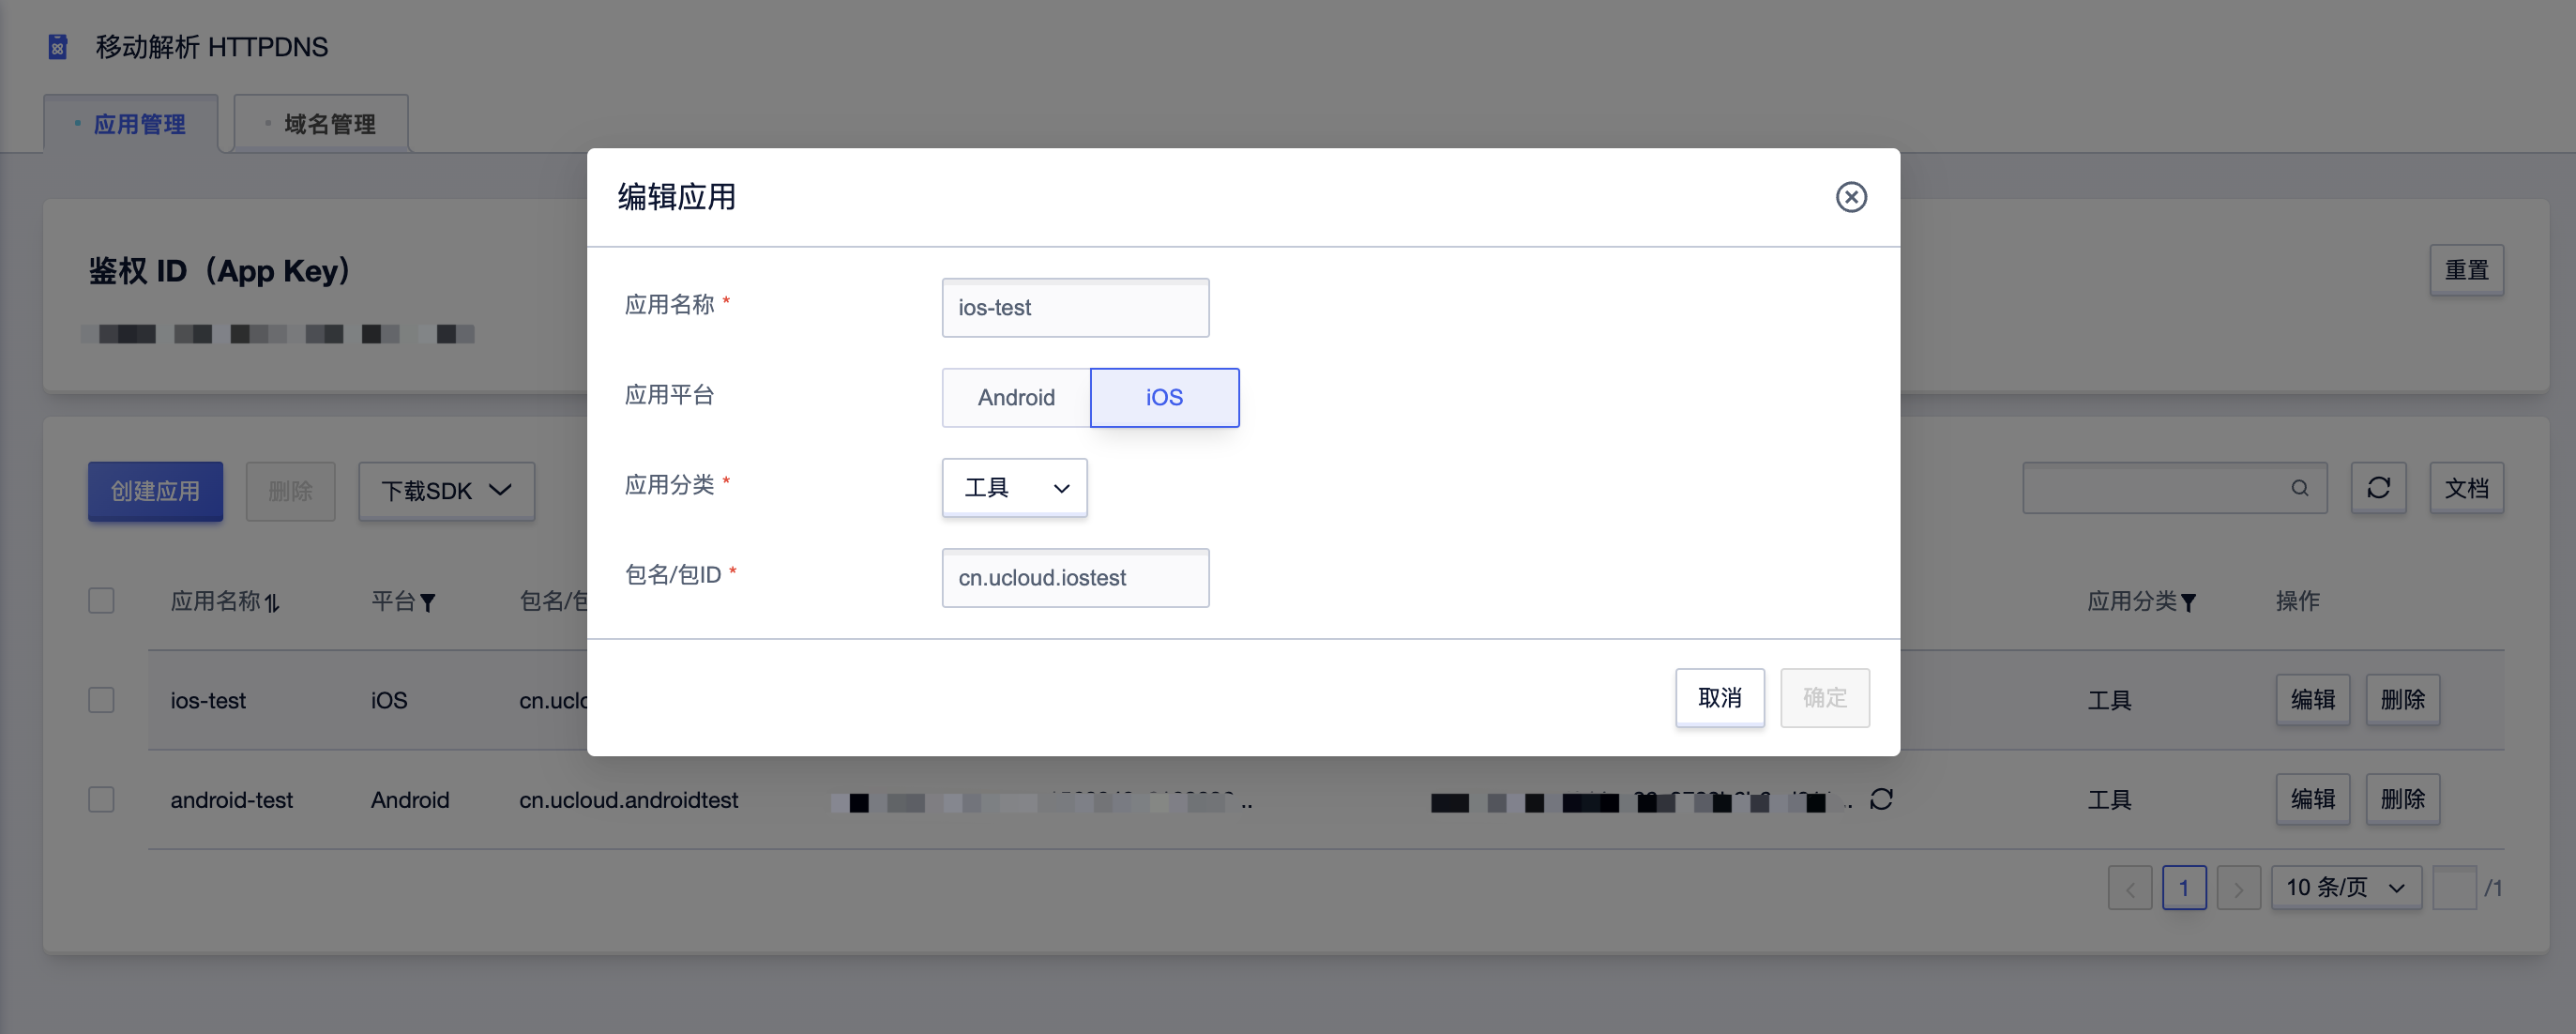 移动解析 HTTPDNS
应用管理
域名管理
编辑应用
鉴权 ID（App Key）
重置
应用名称 *
ios-test
应用平台
Android
iOS
应用分类 *
工具
包名/包ID *
cn.ucloud.iostest
取消
确定
创建应用
删除
下载SDK
文档
应用名称
平台
包名/包
应用分类
操作
ios-test
iOS
cn.uclo
工具
编辑
删除
android-test
Android
cn.ucloud.androidtest
工具
编辑
删除
1
10 条/页
/1